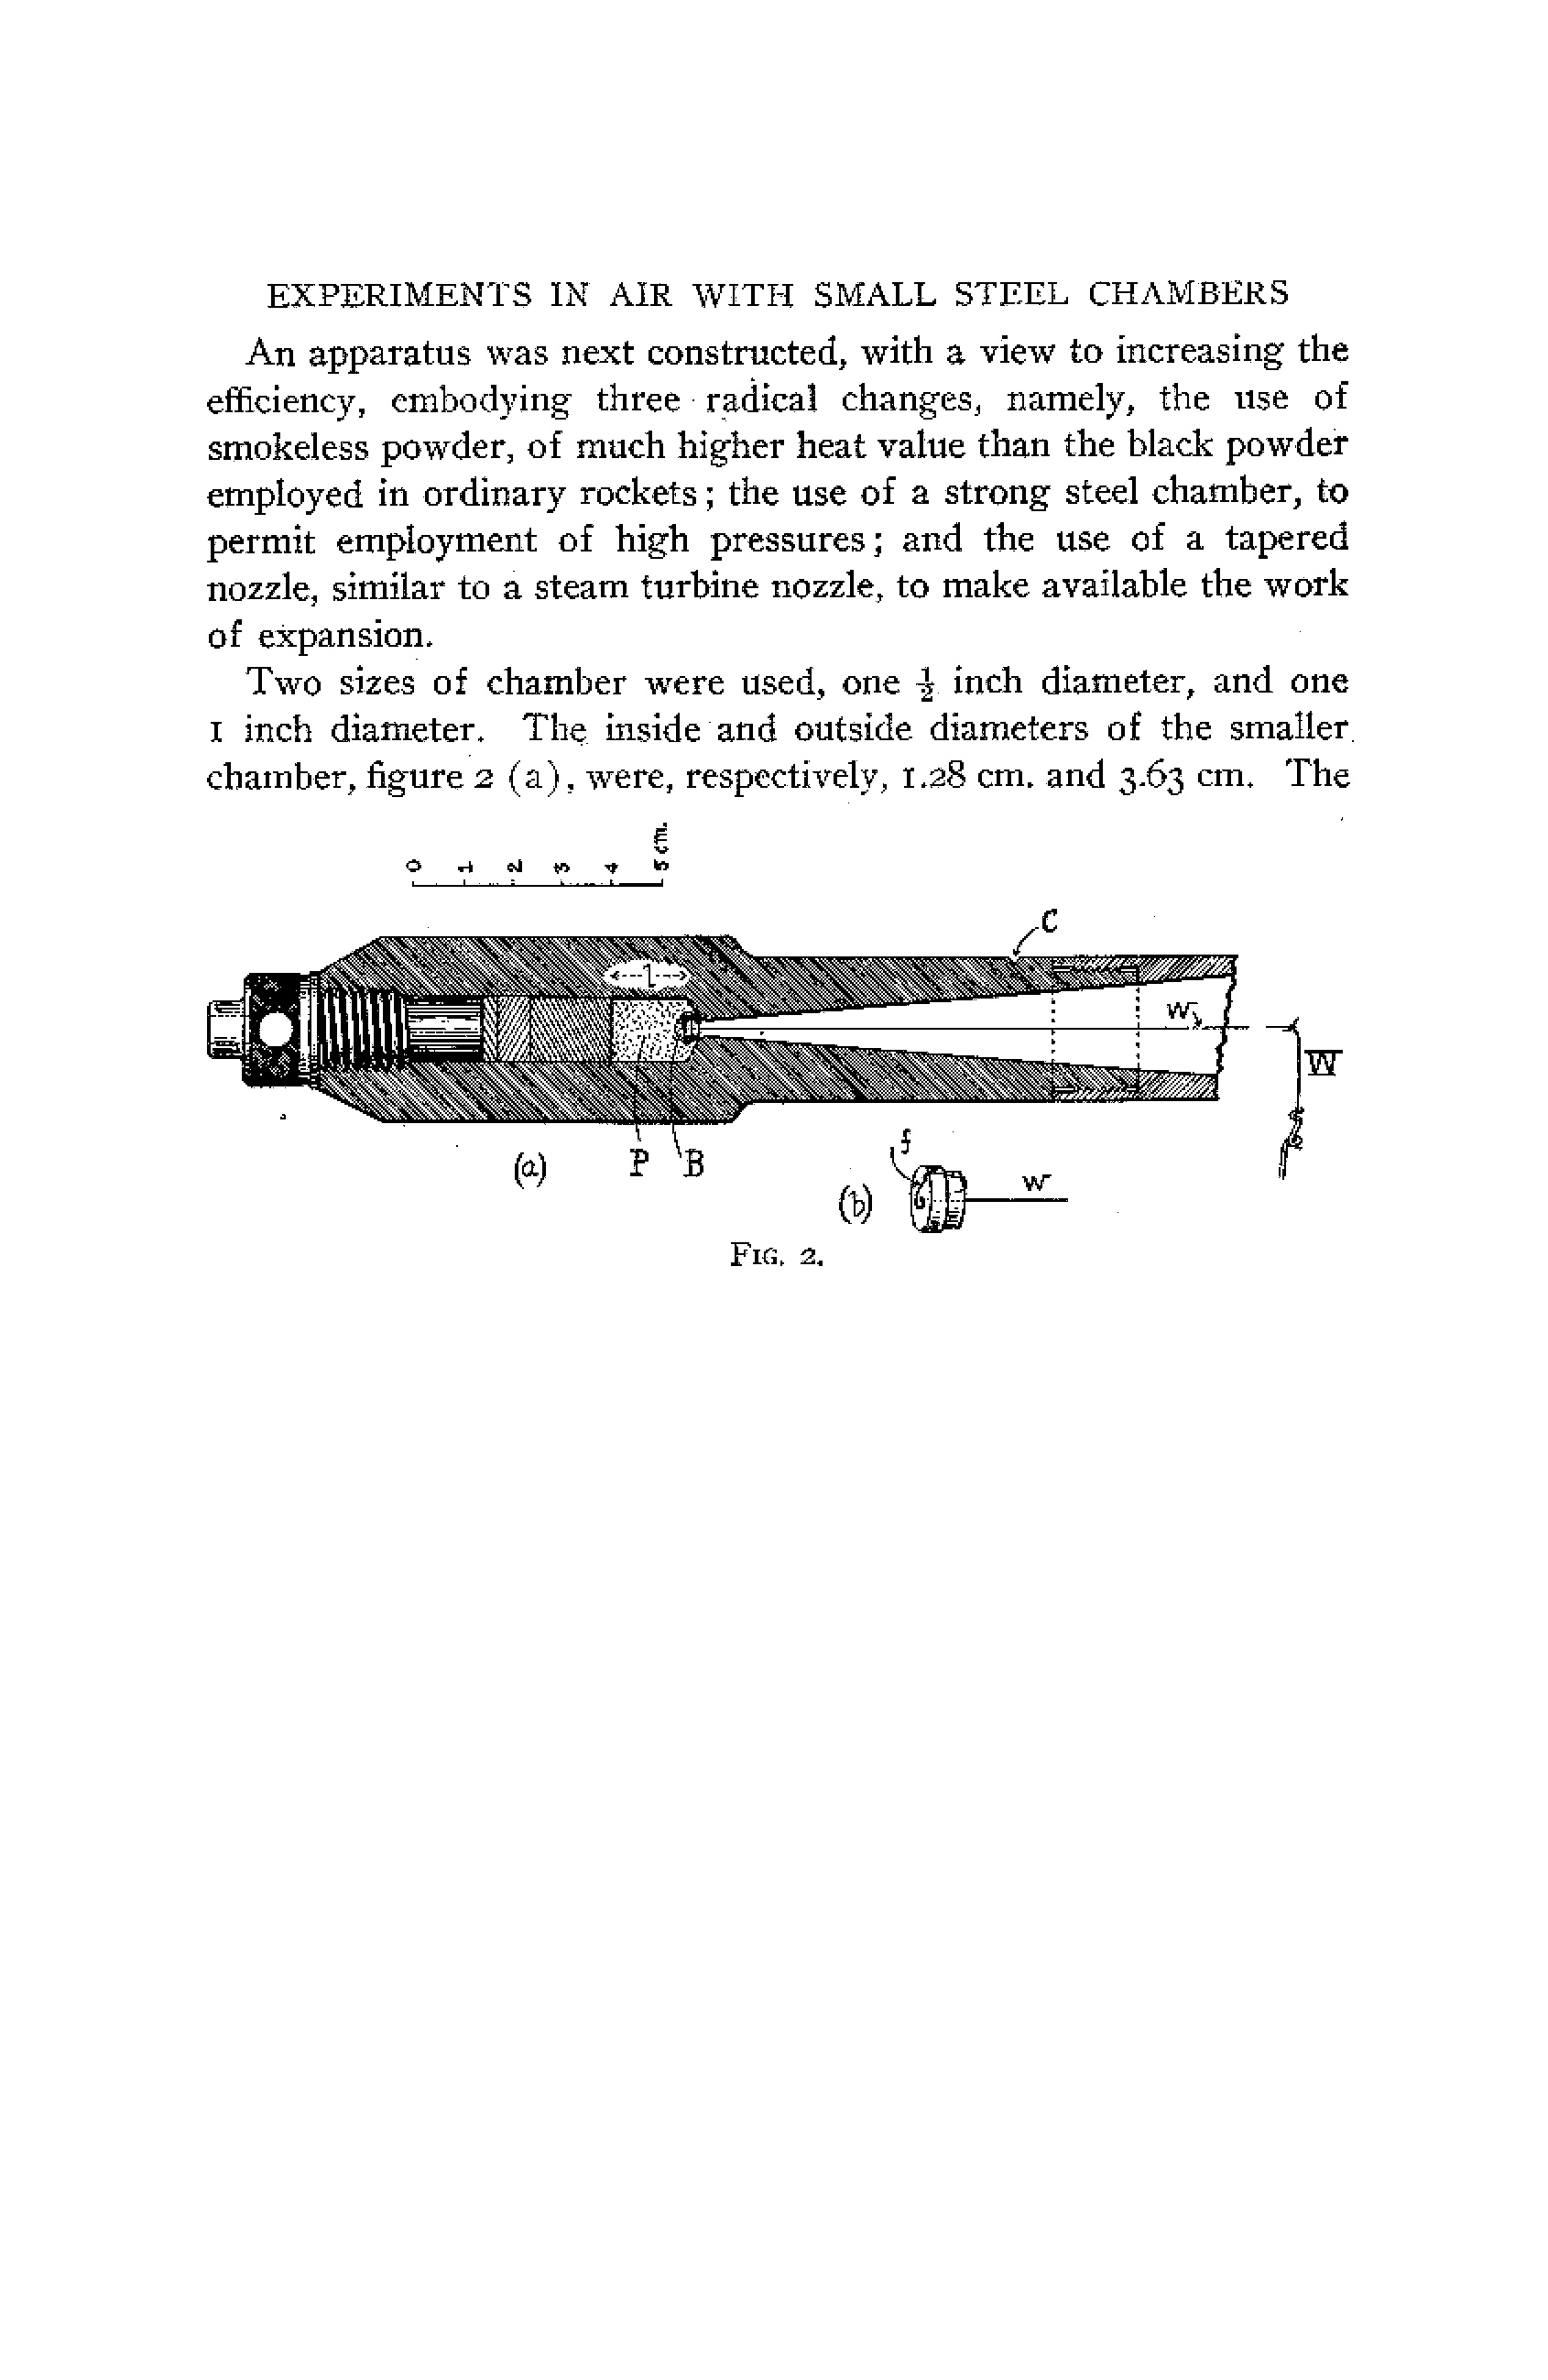 EXPERIMENTS IN AIR WITH SMALL STEEL CHAMBERS
An apparatus was next constructed, with a view to increasing the
efficiency, embodying three radical changes, namely, the use of
smokeless powder, of much higher heat value than the black powder
employed in ordinary rockets; the use of a strong steel chamber, to
permit employment of high pressures; and the use of a tapered
nozzle, similar to a steam turbine nozzle, to make available the work
of expansion.
Two sizes of chamber were used, one ½ inch diameter, and one
1 inch diameter. The inside and outside diameters of the smaller
chamber, figure 2 (a), were, respectively, 1.28 cm. and 3.63 cm. The
0 1 2 3 4 5 cm.
C
l
W
W
(a) P B
f
(b) W
FIG. 2.